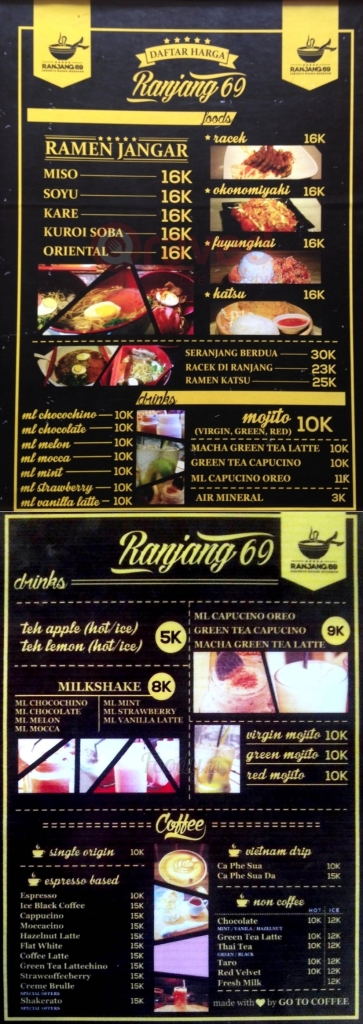 RANJANG 69
DAFTAR HARGA
RANJANG 69
Ranjang 69
foods
RAMEN JANGAR
MISO 16K
SOYU 16K
KARE 16K
KUROI SOBA 16K
ORIENTAL 16K
racek 16K
okonomiyaki 16K
fuyunghai 16K
katsu 16K
SERANJANG BERDUA 30K
RACEK DI RANJANG 23K
RAMEN KATSU 25K
drinks
ml chocochino 10K
ml chocolate 10K
ml melon 10K
ml mocca 10K
ml mint 10K
ml strawberry 10K
ml vanilla latte 10K
mojito 10K
(VIRGIN, GREEN, RED)
MACHA GREEN TEA LATTE 10K
GREEN TEA CAPUCINO 10K
ML CAPUCINO OREO 11K
AIR MINERAL 3K
Ranjang 69
RANJANG 69
drinks
teh apple (hot/ice)
teh lemon (hot/ice)
5K
ML CAPUCINO OREO
GREEN TEA CAPUCINO
MACHA GREEN TEA LATTE
9K
MILKSHAKE 8K
ML CHOCOCHINO
ML CHOCOLATE
ML MELON
ML MOCCA
ML MINT
ML STRAWBERRY
ML VANILLA LATTE
virgin mojito 10K
green mojito 10K
red mojito 10K
Coffee
single origin 10K
espresso based
Espresso 10K
Ice Black Coffee 15K
Cappucino 15K
Moccacino 15K
Hazelnut Latte 15K
Flat White 15K
Coffee Latte 15K
Green Tea Lattechino 15K
Strawcoffeeberry 15K
Creme Brulle 15K
SPECIAL OFFERS
Shakerato 15K
SPECIAL OFFERS
vietnam drip
Ca Phe Sua 10K
Ca Phe Sua Da 15K
non coffee
HOT ICE
Chocolate 10K 12K
MINT / VANILA / HAZELNUT
Green Tea Latte 10K 12K
Thai Tea 10K 12K
GREEN / BLACK
Taro 10K 12K
Red Velvet 10K 12K
Fresh Milk 12K
made with by GO TO COFFEE